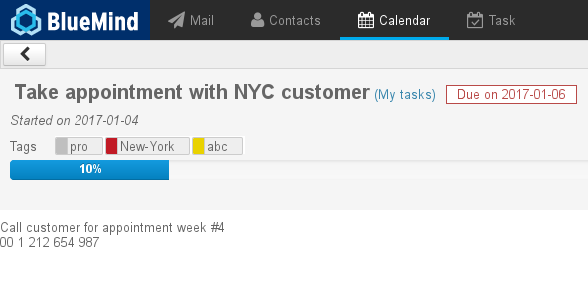 BlueMind Mail Contacts Calendar Task
Take appointment with NYC customer (My tasks) Due on 2017-01-06
Started on 2017-01-04
Tags pro New-York abc
10%
Call customer for appointment week #4
00 1 212 654 987